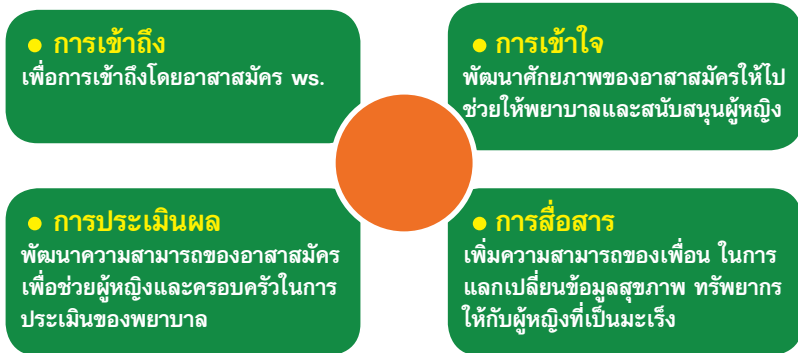 ● การเข้าถึง
เพื่อการเข้าถึงโดยอาสาสมัคร ws.
● การเข้าใจ
พัฒนาศักยภาพของอาสาสมัครให้ไป
ช่วยให้พยาบาลและสนับสนุนผู้หญิง
● การประเมินผล
พัฒนาความสามารถของอาสาสมัคร
เพื่อช่วยผู้หญิงและครอบครัวในการ
ประเมินของพยาบาล
● การสื่อสาร
เพิ่มความสามารถของเพื่อน ในการ
แลกเปลี่ยนข้อมูลสุขภาพ ทรัพยากร
ให้กับผู้หญิงที่เป็นมะเร็ง